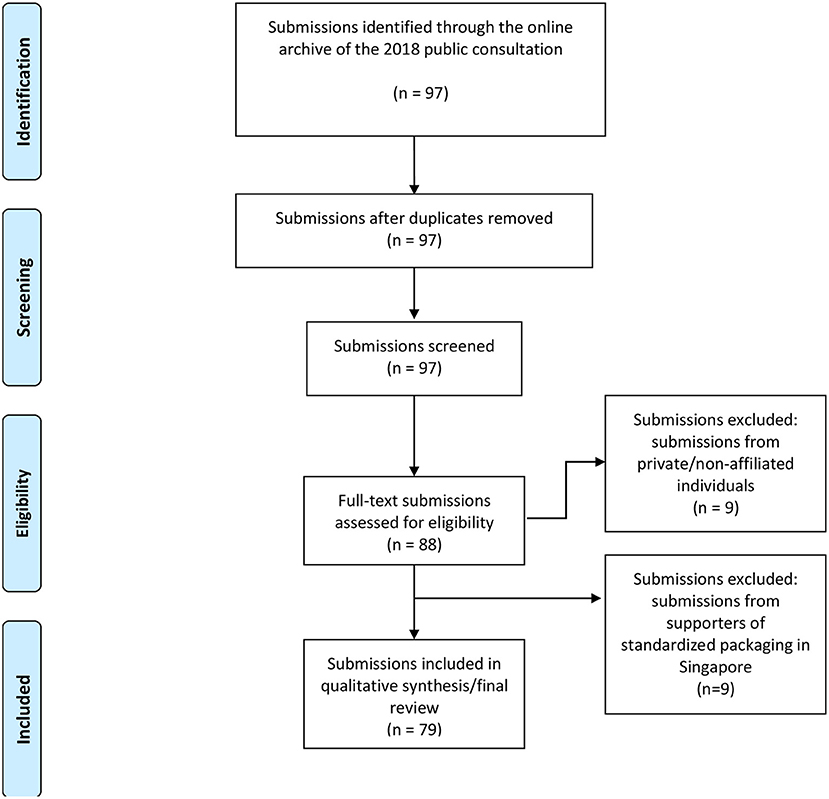 Identification
Submissions identified through the online
archive of the 2018 public consultation
(n = 97)
Screening
Submissions after duplicates removed
(n = 97)
Submissions screened
(n = 97)
Eligibility
Full-text submissions
assessed for eligibility
(n = 88)
Submissions excluded:
submissions from
private/non-affiliated
individuals
(n = 9)
Submissions excluded:
submissions from
supporters of
standardized packaging in
Singapore
(n=9)
Included
Submissions included in
qualitative synthesis/final
review
(n = 79)